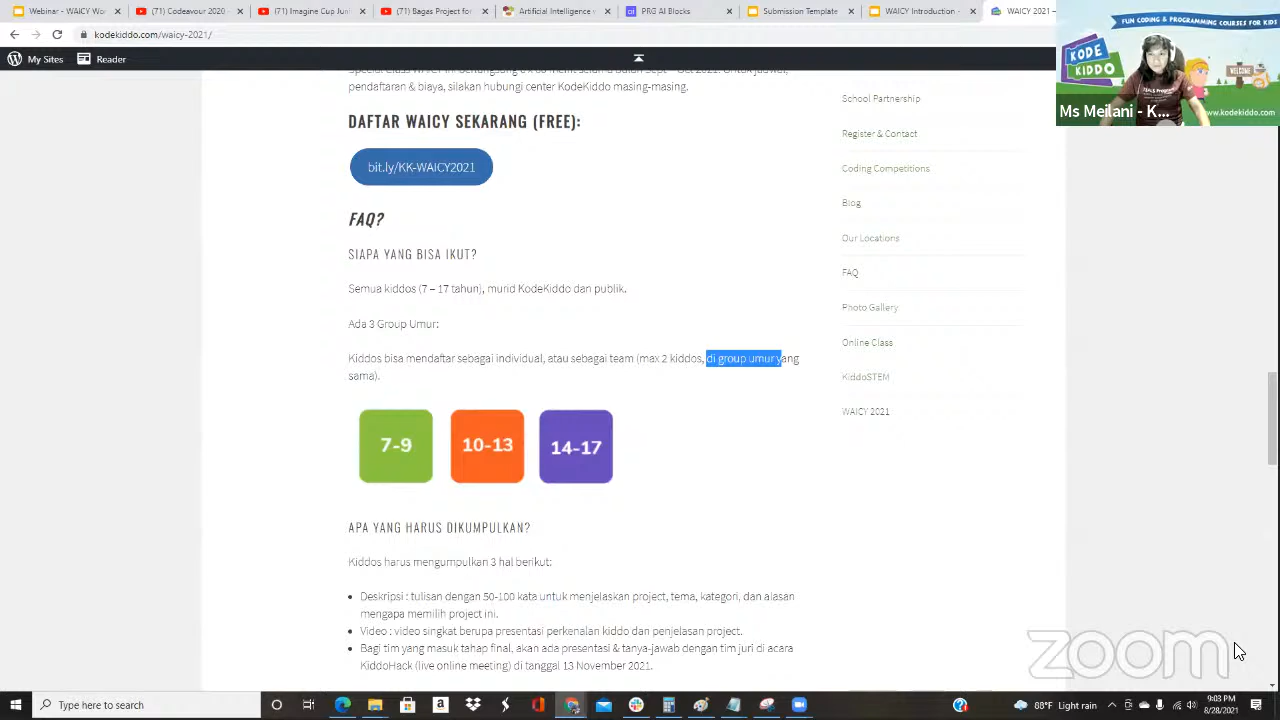 Webinar - WAICY Wor
(71) Codeavour 2020 -
(71) Imagine Cup Juni
(71) Bagas Project for
Artificial Intelligence w
PRG AI Blocks
Submission Template
WAICY Introduction
WAICY 2021 –
kodekiddo.com/waicy-2021/
My Sites
Reader
persyaratan, biaya, silakan hubungi center KodeKiddo masing-masing.
DAFTAR WAICY SEKARANG (FREE):
bit.ly/KK-WAICY2021
FAQ?
SIAPA YANG BISA IKUT?
Semua kiddos (7 – 17 tahun), murid KodeKiddo dan publik.
Ada 3 Group Umur:
Kiddos bisa mendaftar sebagai individual, atau sebagai team (max 2 kiddos, di group umur yang
sama).
7-9
10-13
14-17
APA YANG HARUS DIKUMPULKAN?
Kiddos harus mengumpulkan 3 hal berikut:
Deskripsi : tulisan dengan 50-100 kata untuk menjelaskan project, tema, kategori, dan alasan
mengapa memilih project ini.
Video : video singkat berupa presentasi perkenalan kiddo dan penjelasan project.
Bagi tim yang masuk tahap final, akan ada presentasi & tanya-jawab dengan tim juri di acara
KiddoHack (live online meeting) di tanggal 13 November 2021.
School Partnership
Register & Contact
Coding Competitions
Blog
Our Locations
FAQ
Photo Gallery
Online Class
KiddoSTEM
WAICY 2021
FUN CODING & PROGRAMMING COURSES FOR KIDS
KODE
KIDDO
WELCOME
Ms Meilani - K...
www.kodekiddo.com
zoom
Type here to search
88°F Light rain
9:03 PM
8/28/2021